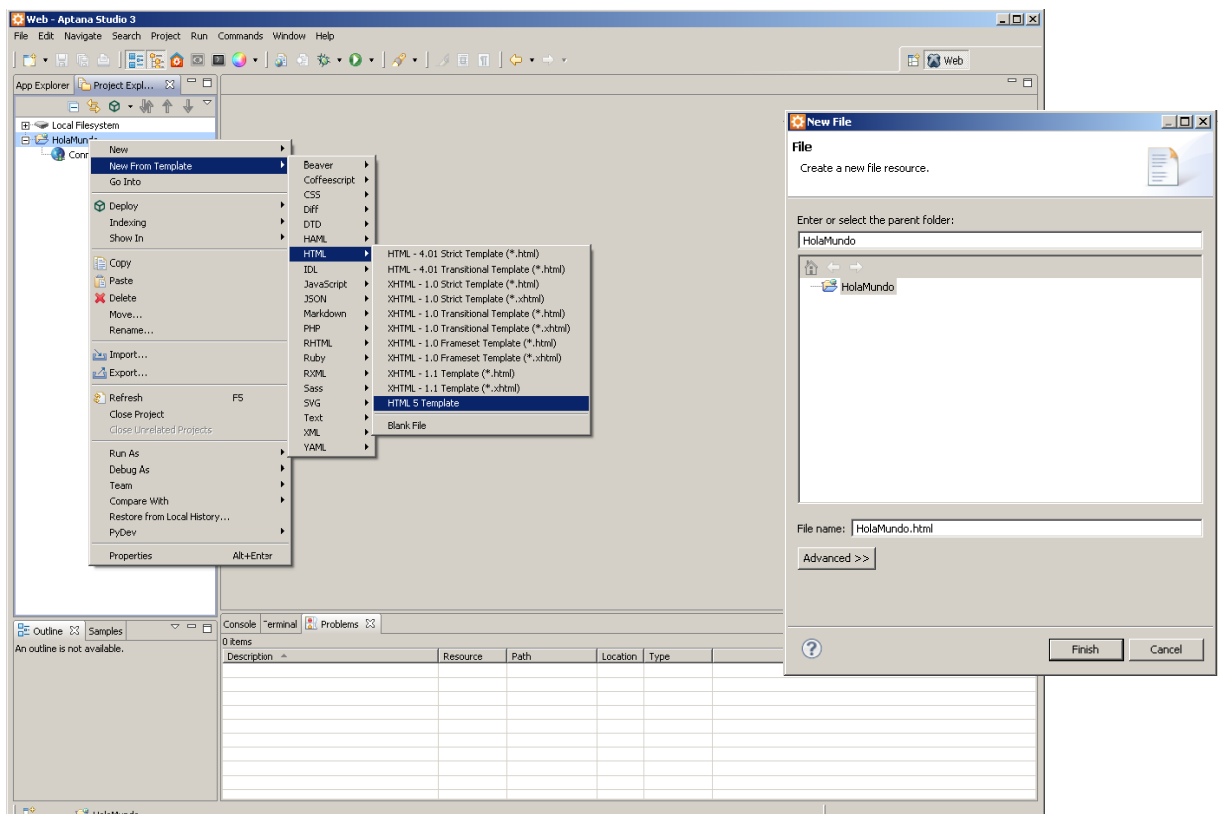 Web - Aptana Studio 3
File Edit Navigate Search Project Run Commands Window Help
Web
App Explorer Project Expl...
Local Filesystem
HolaMund
Conn
New
New From Template
Go Into
Deploy
Indexing
Show In
Copy
Paste
Delete
Move...
Rename...
Import...
Export...
Refresh F5
Close Project
Close Unrelated Projects
Run As
Debug As
Team
Compare With
Restore from Local History...
PyDev
Properties Alt+Enter
Beaver
Coffeescript
CSS
Diff
DTD
HAML
HTML
IDL
JavaScript
JSON
Markdown
PHP
RHTML
Ruby
RXML
Sass
SVG
Text
XML
YAML
HTML - 4.01 Strict Template (*.html)
HTML - 4.01 Transitional Template (*.html)
XHTML - 1.0 Strict Template (*.html)
XHTML - 1.0 Strict Template (*.xhtml)
XHTML - 1.0 Transitional Template (*.html)
XHTML - 1.0 Transitional Template (*.xhtml)
XHTML - 1.0 Frameset Template (*.html)
XHTML - 1.0 Frameset Template (*.xhtml)
XHTML - 1.1 Template (*.html)
XHTML - 1.1 Template (*.xhtml)
HTML 5 Template
Blank File
New File
File
Create a new file resource.
Enter or select the parent folder:
HolaMundo
HolaMundo
File name: HolaMundo.html
Advanced >>
Finish Cancel
Outline Samples
An outline is not available.
Console Terminal Problems
0 items
Description Resource Path Location Type
HolaMundo